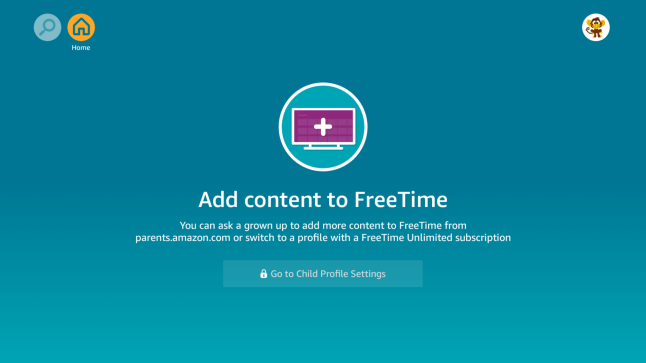 Home
Add content to FreeTime
You can ask a grown up to add more content to FreeTime from
parents.amazon.com or switch to a profile with a FreeTime Unlimited subscription
Go to Child Profile Settings